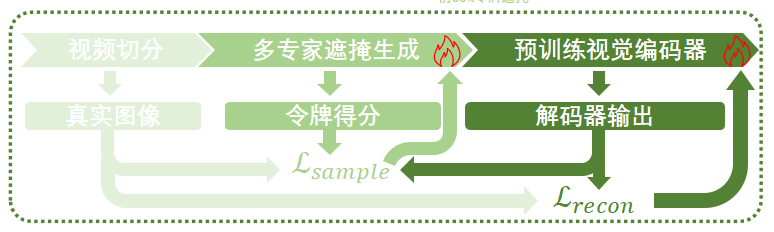 视频切分
多专家遮掩生成
预训练视觉编码器
真实图像
令牌得分
解码器输出
ℒsample
ℒrecon